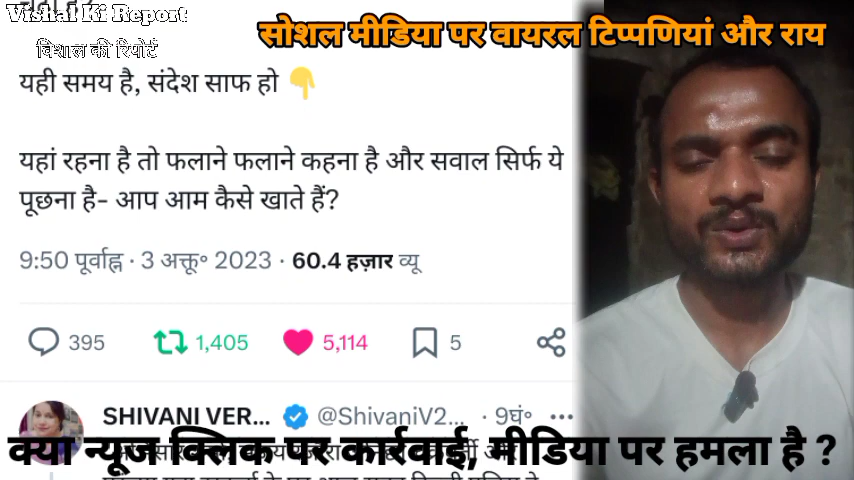 Vishal Ki Report
विशाल की रिपोर्ट
सोशल मीडिया पर वायरल टिप्पणियां और राय
यही समय है, संदेश साफ हो 👇
यहां रहना है तो फलाने फलाने कहना है और सवाल सिर्फ ये
पूछना है- आप आम कैसे खाते हैं?
9:50 पूर्वाह्न · 3 अक्तू॰ 2023 · 60.4 हज़ार व्यू
395 1,405 5,114 5
SHIVANI VER... @ShivaniV2... · 9घं॰ ...
क्या न्यूज क्लिक पर कार्रवाई, मीडिया पर हमला है ?